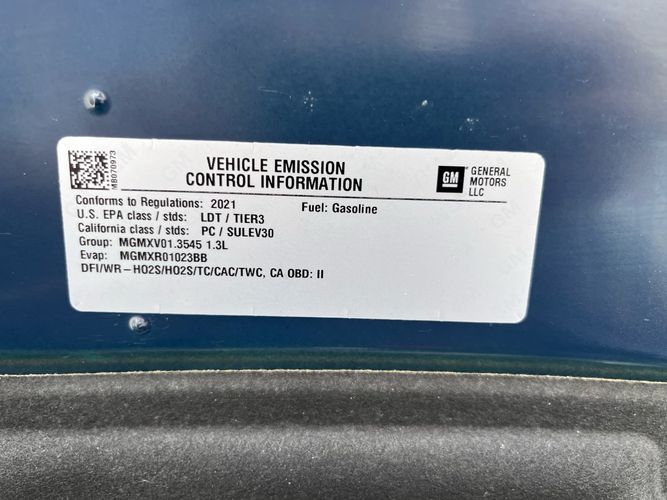 MB070973
VEHICLE EMISSION
CONTROL INFORMATION
GM
GENERAL
MOTORS
LLC
Conforms to Regulations: 2021
Fuel: Gasoline
U.S. EPA class / stds: LDT / TIER3
California class / stds: PC / SULEV30
Group: MGMXV01.3545 1.3L
Evap: MGMXR01023BB
DFI/WR-HO2S/HO2S/TC/CAC/TWC, CA OBD: II